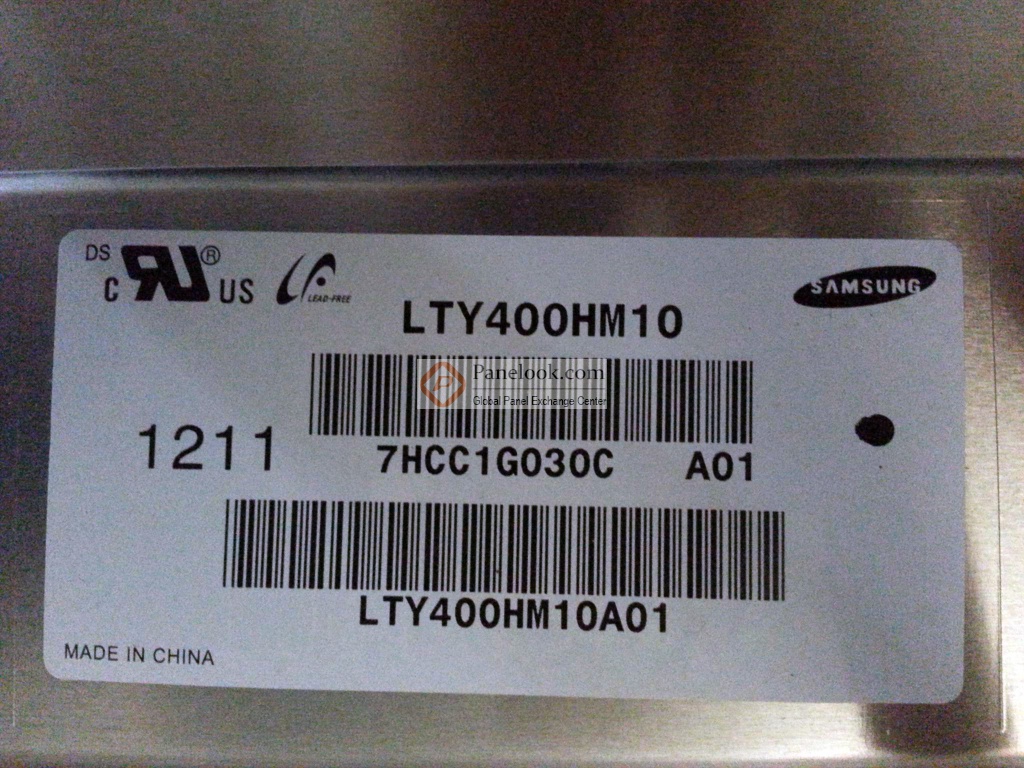 DS
c RU ® US
LEAD-FREE
SAMSUNG
LTY400HM10
Panelook.com
Global Panel Exchange Center
1211
7HCC1G030C A01
LTY400HM10A01
MADE IN CHINA